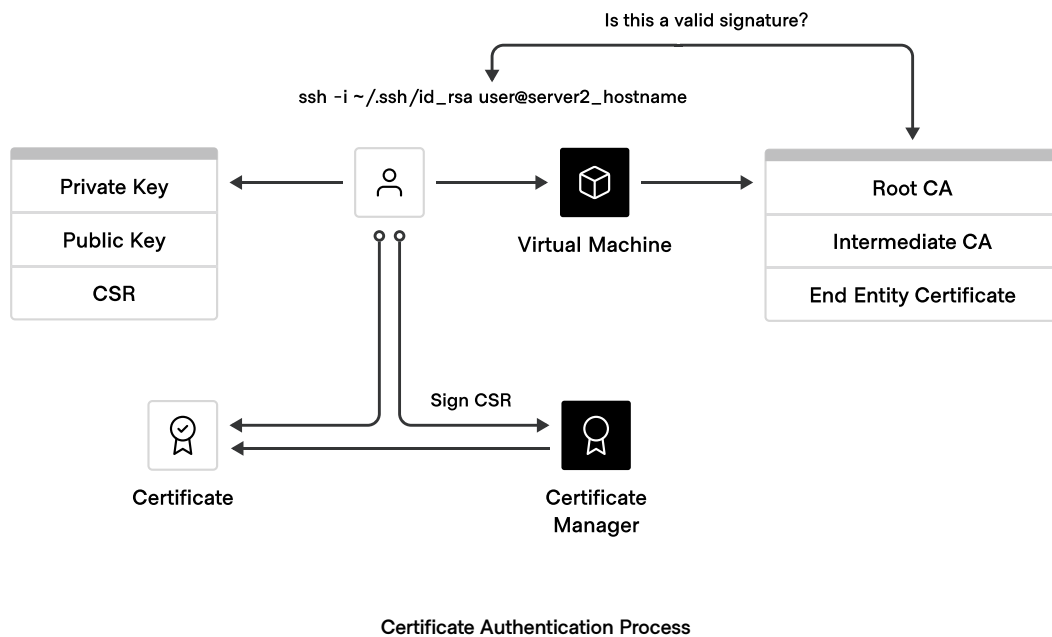 Is this a valid signature?
ssh -i ~/.ssh/id_rsa user@server2_hostname
Private Key
Public Key
CSR
Virtual Machine
Root CA
Intermediate CA
End Entity Certificate
Sign CSR
Certificate
Certificate
Manager
Certificate Authentication Process